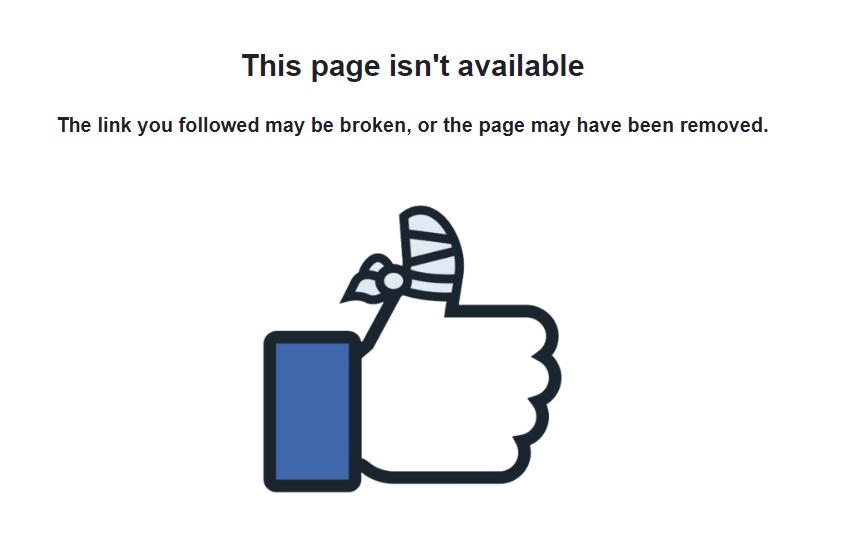 This page isn't available
The link you followed may be broken, or the page may have been removed.